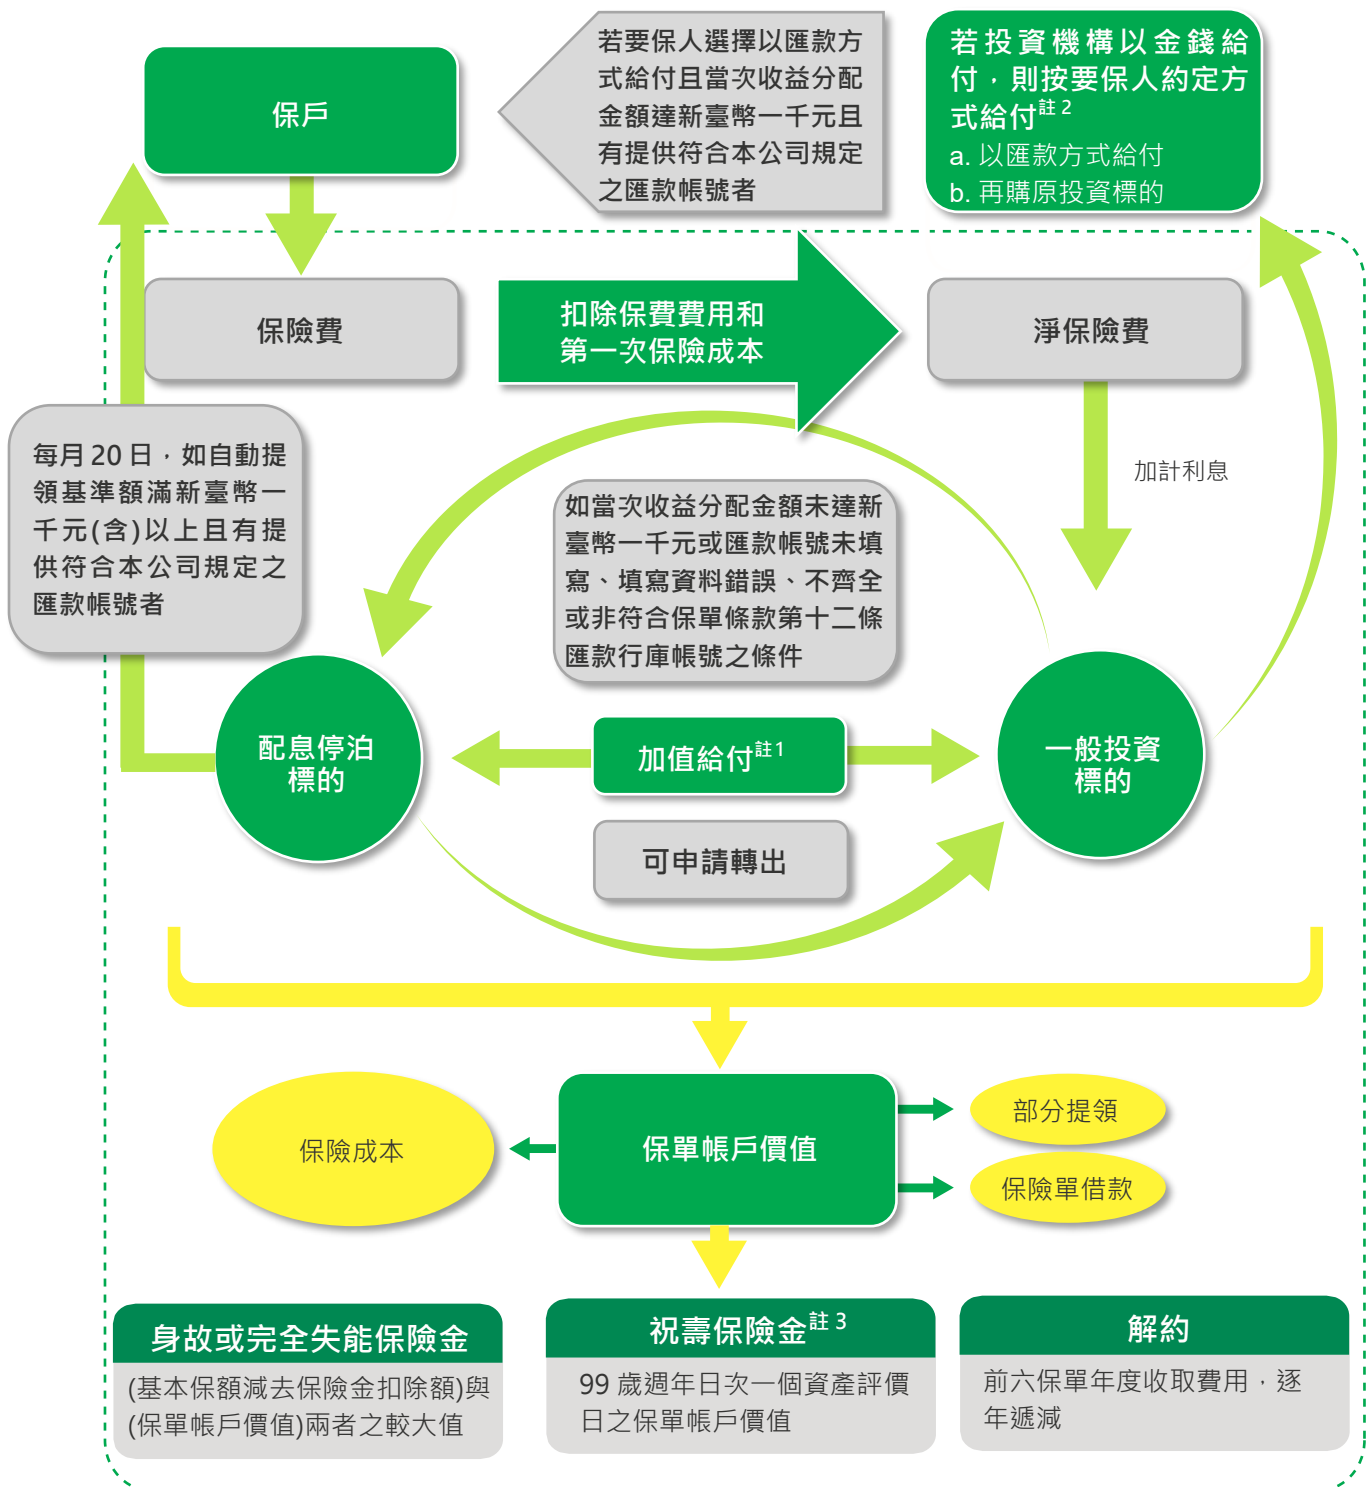 保戶
若要保人選擇以匯款方
式給付且當次收益分配
金額達新臺幣一千元且
有提供符合本公司規定
之匯款帳號者
若投資機構以金錢給
付，則按要保人約定方
式給付註2
a. 以匯款方式給付
b. 再購原投資標的
保險費
扣除保費費用和
第一次保險成本
淨保險費
加計利息
每月20日，如自動提
領基準額滿新臺幣一
千元(含)以上且有提
供符合本公司規定之
匯款帳號者
如當次收益分配金額未達新
臺幣一千元或匯款帳號未填
寫、填寫資料錯誤、不齊全
或非符合保單條款第十二條
匯款行庫帳號之條件
配息停泊
標的
加值給付註1
一般投資
標的
可申請轉出
保險成本
保單帳戶價值
部分提領
保險單借款
身故或完全失能保險金
(基本保額減去保險金扣除額)與
(保單帳戶價值)兩者之較大值
祝壽保險金註3
99 歲週年日次一個資產評價
日之保單帳戶價值
解約
前六保單年度收取費用，逐
年遞減